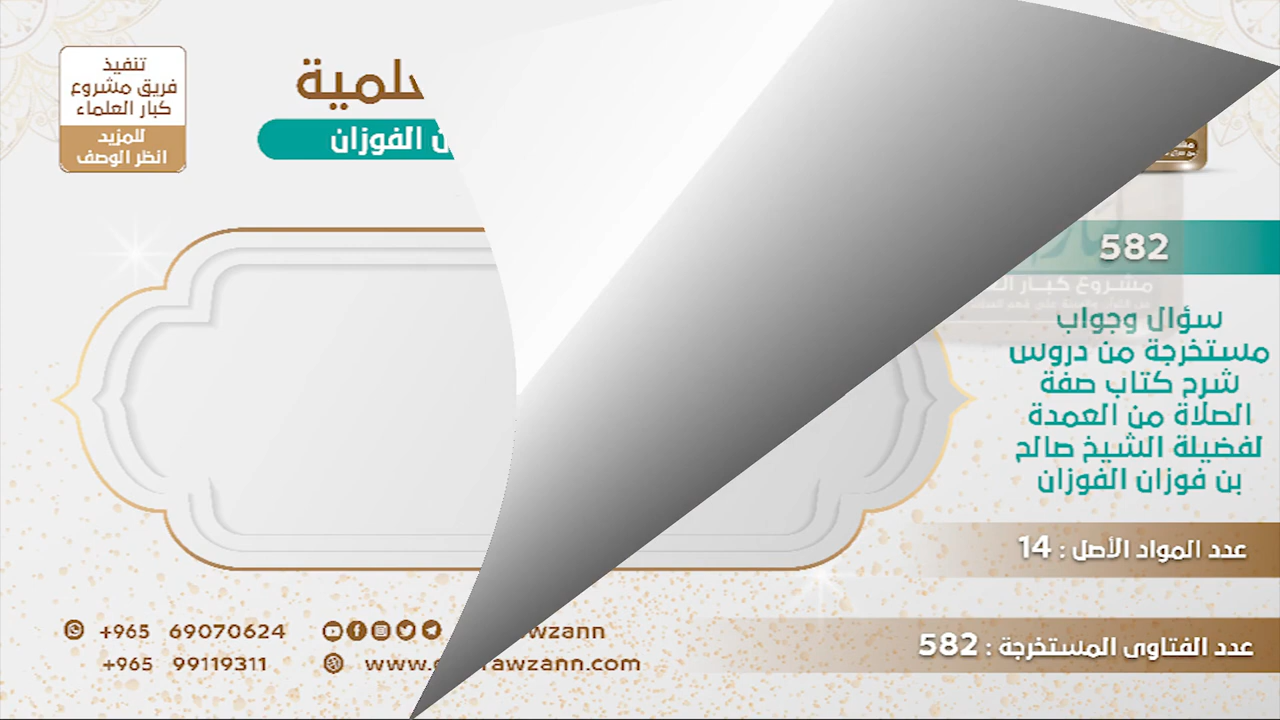 تنفيذ
فريق مشروع
كبار العلماء
للمزيد
انظر الوصف
الفوزان
582
مشروع كبار
سؤال وجواب
مستخرجة من دروس
شرح كتاب صفة
الصلاة من العمدة
لفضيلة الشيخ صالح
بن فوزان الفوزان
عدد المواد الأصل : 14
عدد الفتاوى المستخرجة : 582
+965 69070624
+965 99119311